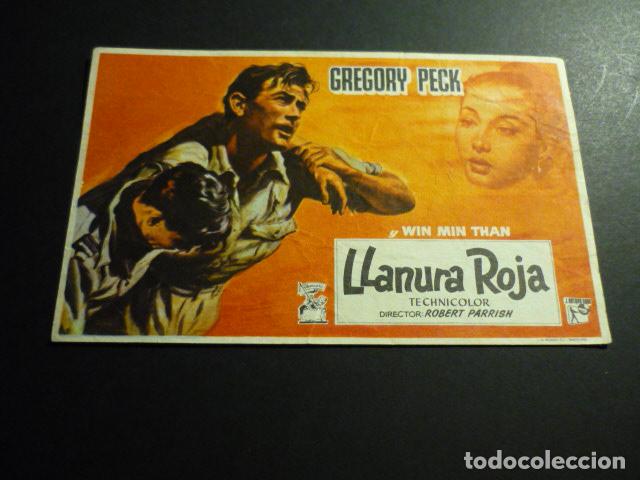 GREGORY PECK
y WIN MIN THAN
LLanura Roja
TECHNICOLOR
DIRECTOR: ROBERT PARRISH
todocoleccion